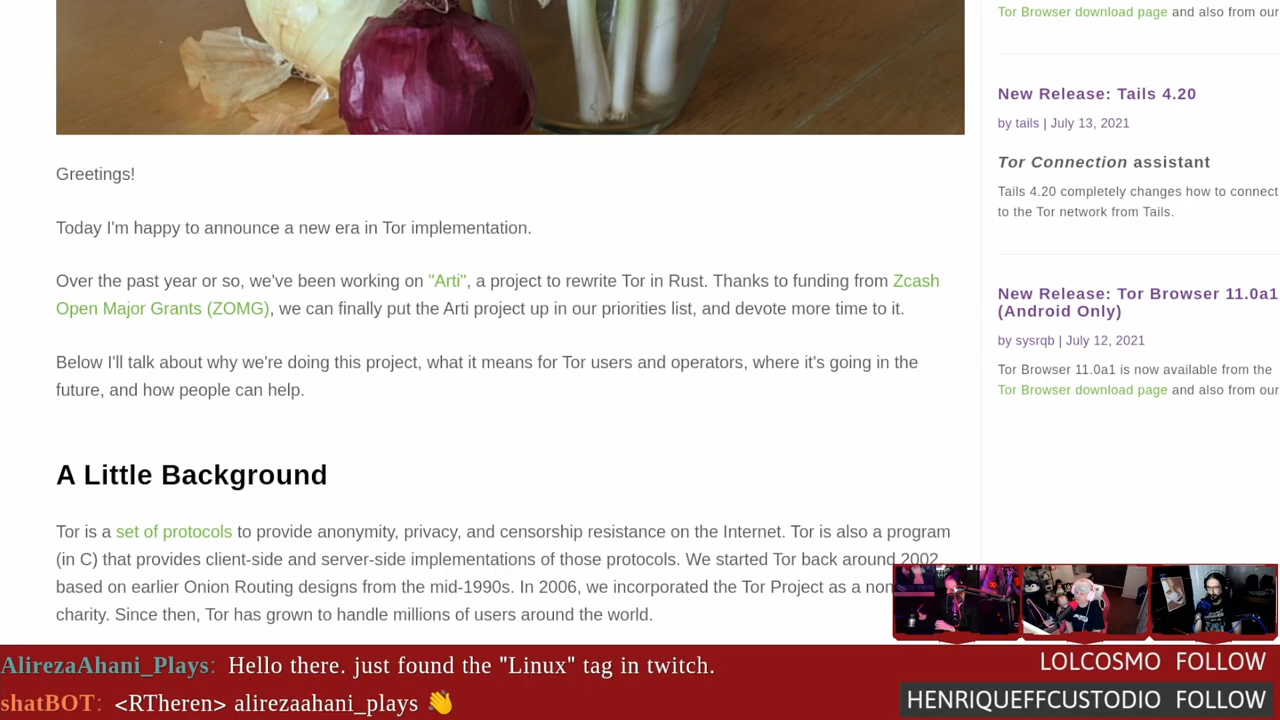 Greetings!
Today I'm happy to announce a new era in Tor implementation.
Over the past year or so, we've been working on "Arti", a project to rewrite Tor in Rust. Thanks to funding from Zcash
Open Major Grants (ZOMG), we can finally put the Arti project up in our priorities list, and devote more time to it.
Below I'll talk about why we're doing this project, what it means for Tor users and operators, where it's going in the
future, and how people can help.
A Little Background
Tor is a set of protocols to provide anonymity, privacy, and censorship resistance on the Internet. Tor is also a program
(in C) that provides client-side and server-side implementations of those protocols. We started Tor back around 2002,
based on earlier Onion Routing designs from the mid-1990s. In 2006, we incorporated the Tor Project as a non
charity. Since then, Tor has grown to handle millions of users around the world.
Tor Browser download page and also from our
New Release: Tails 4.20
by tails | July 13, 2021
Tor Connection assistant
Tails 4.20 completely changes how to connect
to the Tor network from Tails.
New Release: Tor Browser 11.0a1
(Android Only)
by sysrqb | July 12, 2021
Tor Browser 11.0a1 is now available from the
Tor Browser download page and also from our
AlirezaAhani_Plays: Hello there. just found the "Linux" tag in twitch.
shatBOT: <RTheren> alirezaahani_plays 👋
LOLCOSMO FOLLOW
HENRIQUEFFCUSTODIO FOLLOW